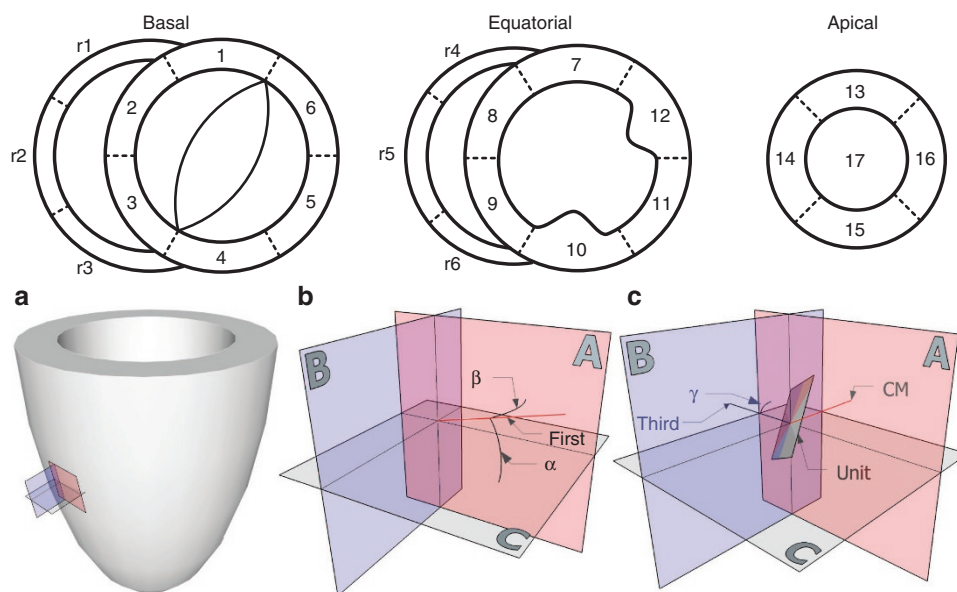 Basal
Equatorial
Apical
r1
1
2
6
r2
3
5
r3
4
r4
7
8
12
r5
9
11
r6
10
13
14
17
16
15
a
b
c
B
A
β
First
α
C
B
A
γ
CM
Third
Unit
C